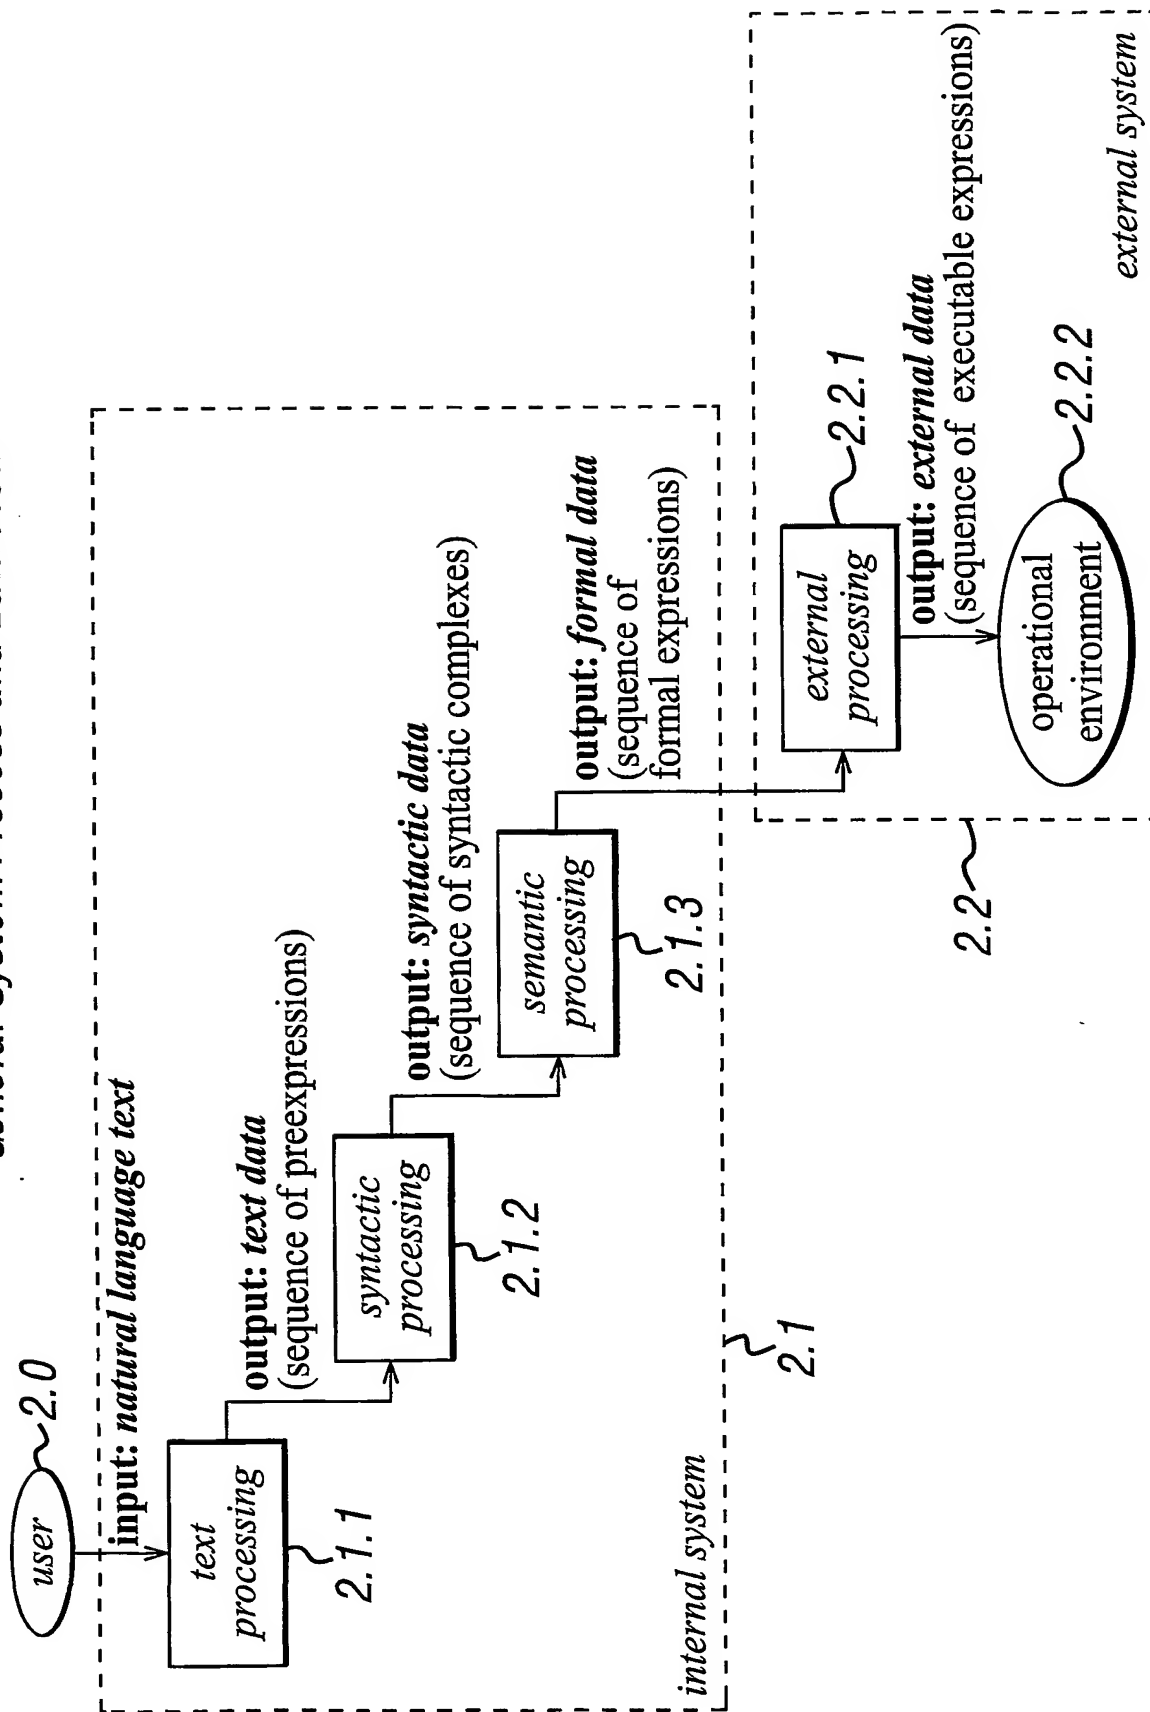 user
2.0
input: natural language text
text
processing
2.1.1
output: text data
(sequence of preexpressions)
syntactic
processing
2.1.2
output: syntactic data
(sequence of syntactic complexes)
semantic
processing
2.1.3
output: formal data
(sequence of
formal expressions)
internal system
2.1
external
processing
2.2.1
output: external data
(sequence of executable expressions)
operational
environment
2.2.2
2.2
external system